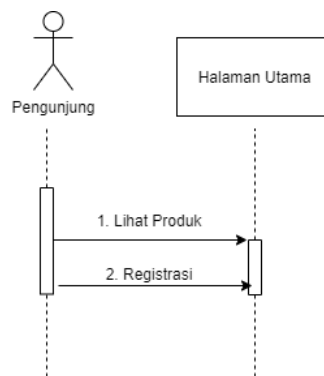 Pengunjung
Halaman Utama
1. Lihat Produk
2. Registrasi